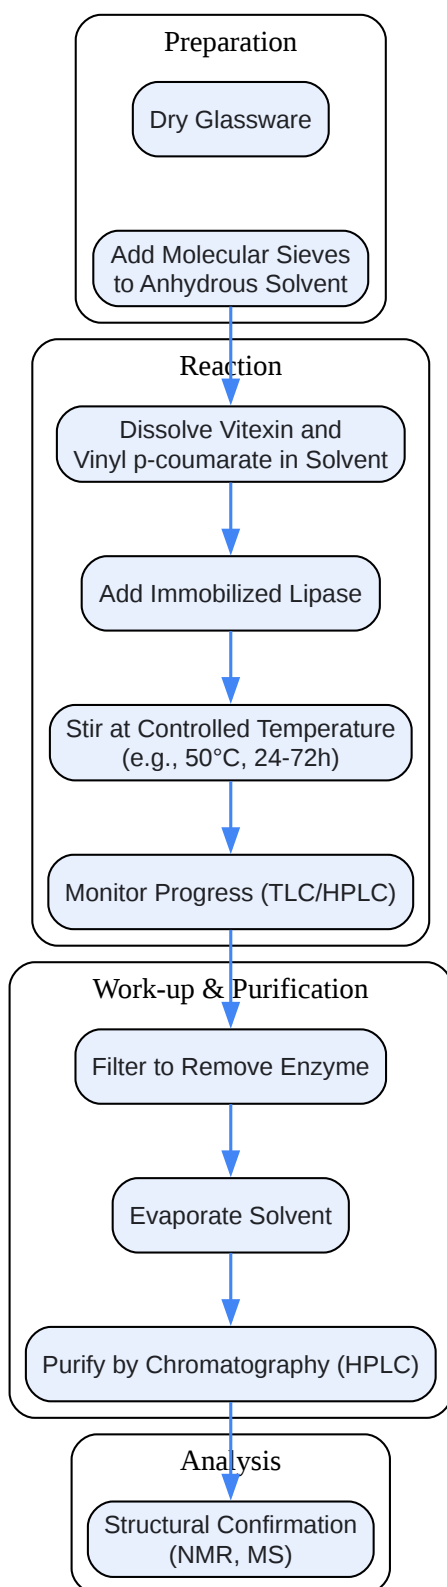 Preparation
Dry Glassware
Add Molecular Sieves
to Anhydrous Solvent
Reaction
Dissolve Vitexin and
Vinyl p-coumarate in Solvent
Add Immobilized Lipase
Stir at Controlled Temperature
(e.g., 50°C, 24-72h)
Monitor Progress (TLC/HPLC)
Work-up & Purification
Filter to Remove Enzyme
Evaporate Solvent
Purify by Chromatography (HPLC)
Analysis
Structural Confirmation
(NMR, MS)